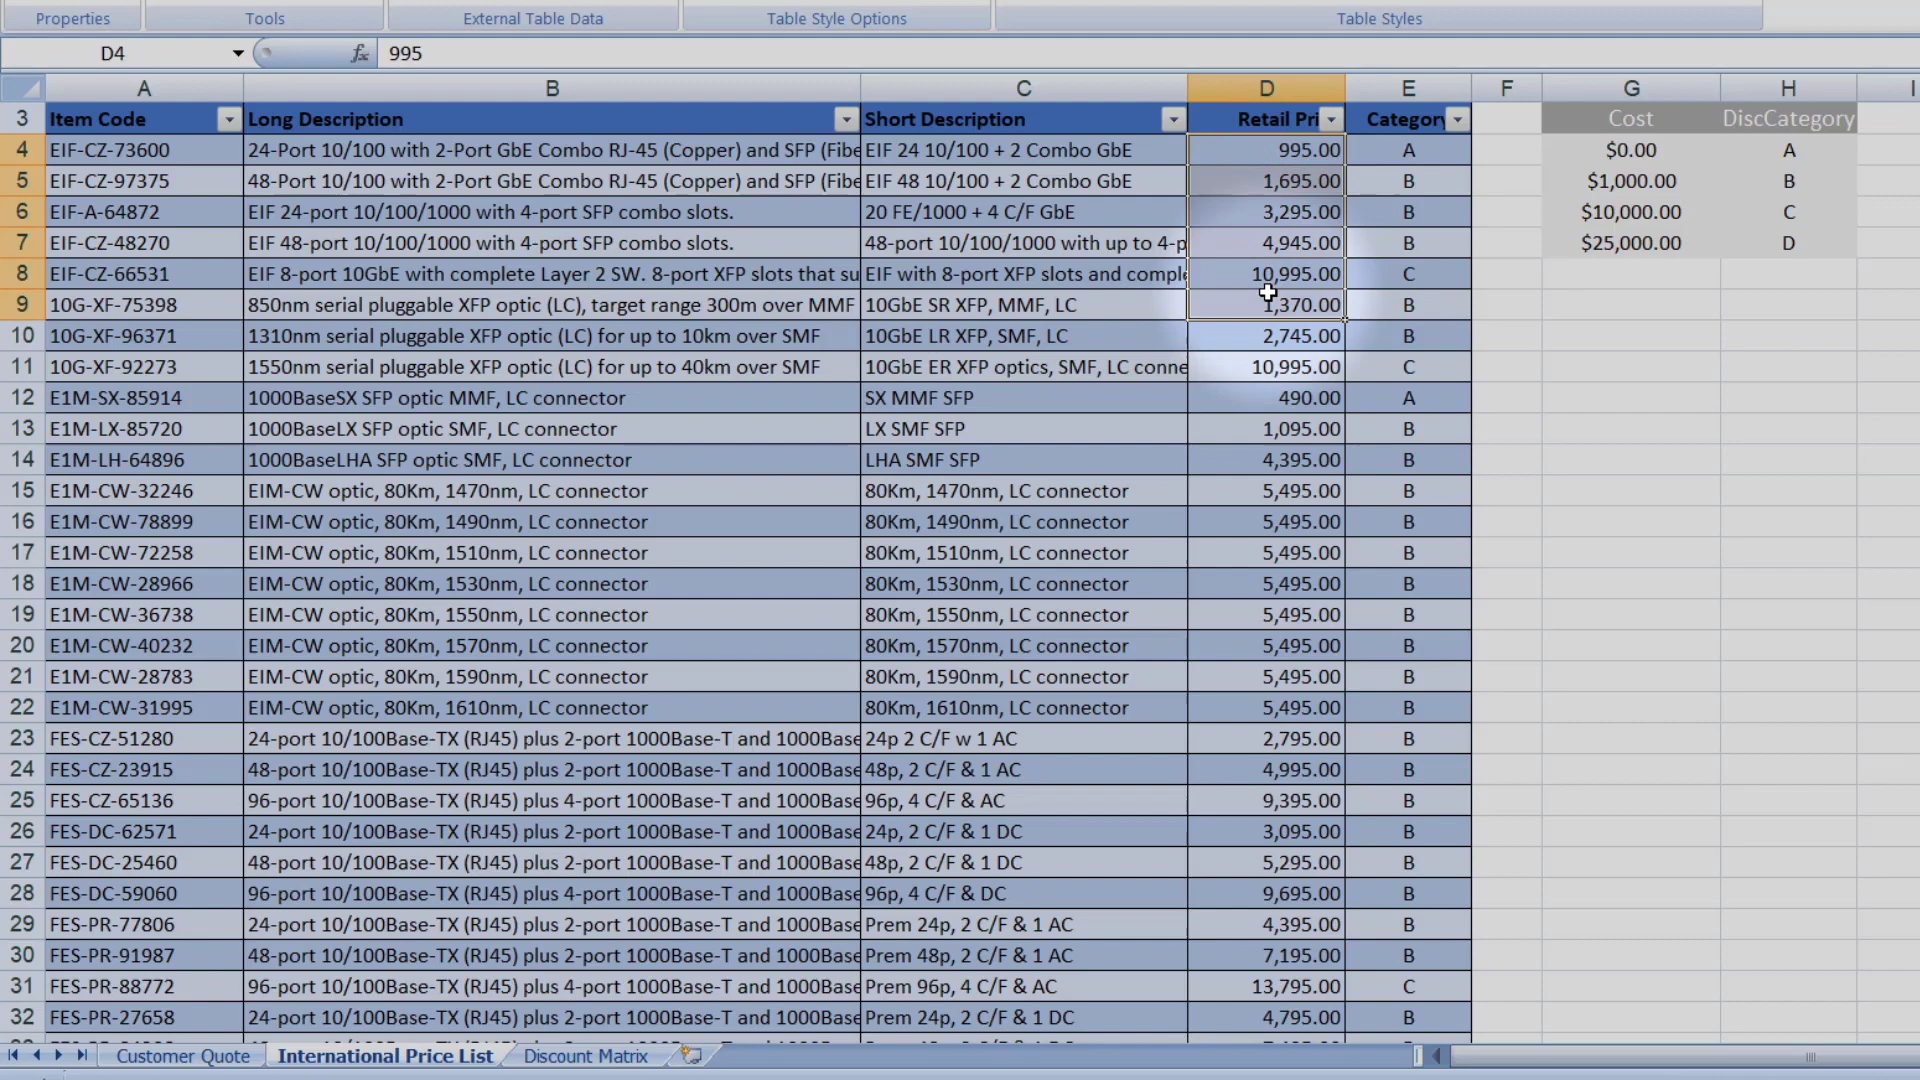 Properties Tools External Table Data Table Style Options Table Styles
D4 fx 995
A B C D E F G H I
3 Item Code Long Description Short Description Retail Pri Category Cost DiscCategory
4 EIF-CZ-73600 24-Port 10/100 with 2-Port GbE Combo RJ-45 (Copper) and SFP (Fibe EIF 24 10/100 + 2 Combo GbE 995.00 A $0.00 A
5 EIF-CZ-97375 48-Port 10/100 with 2-Port GbE Combo RJ-45 (Copper) and SFP (Fibe EIF 48 10/100 + 2 Combo GbE 1,695.00 B $1,000.00 B
6 EIF-A-64872 EIF 24-port 10/100/1000 with 4-port SFP combo slots. 20 FE/1000 + 4 C/F GbE 3,295.00 B $10,000.00 C
7 EIF-CZ-48270 EIF 48-port 10/100/1000 with 4-port SFP combo slots. 48-port 10/100/1000 with up to 4-p 4,945.00 B $25,000.00 D
8 EIF-CZ-66531 EIF 8-port 10GbE with complete Layer 2 SW. 8-port XFP slots that su EIF with 8-port XFP slots and comple 10,995.00 C
9 10G-XF-75398 850nm serial pluggable XFP optic (LC), target range 300m over MMF 10GbE SR XFP, MMF, LC 1,370.00 B
10 10G-XF-96371 1310nm serial pluggable XFP optic (LC) for up to 10km over SMF 10GbE LR XFP, SMF, LC 2,745.00 B
11 10G-XF-92273 1550nm serial pluggable XFP optic (LC) for up to 40km over SMF 10GbE ER XFP optics, SMF, LC conne 10,995.00 C
12 E1M-SX-85914 1000BaseSX SFP optic MMF, LC connector SX MMF SFP 490.00 A
13 E1M-LX-85720 1000BaseLX SFP optic SMF, LC connector LX SMF SFP 1,095.00 B
14 E1M-LH-64896 1000BaseLHA SFP optic SMF, LC connector LHA SMF SFP 4,395.00 B
15 E1M-CW-32246 EIM-CW optic, 80Km, 1470nm, LC connector 80Km, 1470nm, LC connector 5,495.00 B
16 E1M-CW-78899 EIM-CW optic, 80Km, 1490nm, LC connector 80Km, 1490nm, LC connector 5,495.00 B
17 E1M-CW-72258 EIM-CW optic, 80Km, 1510nm, LC connector 80Km, 1510nm, LC connector 5,495.00 B
18 E1M-CW-28966 EIM-CW optic, 80Km, 1530nm, LC connector 80Km, 1530nm, LC connector 5,495.00 B
19 E1M-CW-36738 EIM-CW optic, 80Km, 1550nm, LC connector 80Km, 1550nm, LC connector 5,495.00 B
20 E1M-CW-40232 EIM-CW optic, 80Km, 1570nm, LC connector 80Km, 1570nm, LC connector 5,495.00 B
21 E1M-CW-28783 EIM-CW optic, 80Km, 1590nm, LC connector 80Km, 1590nm, LC connector 5,495.00 B
22 E1M-CW-31995 EIM-CW optic, 80Km, 1610nm, LC connector 80Km, 1610nm, LC connector 5,495.00 B
23 FES-CZ-51280 24-port 10/100Base-TX (RJ45) plus 2-port 1000Base-T and 1000Base 24p 2 C/F w 1 AC 2,795.00 B
24 FES-CZ-23915 48-port 10/100Base-TX (RJ45) plus 2-port 1000Base-T and 1000Base 48p, 2 C/F & 1 AC 4,995.00 B
25 FES-CZ-65136 96-port 10/100Base-TX (RJ45) plus 4-port 1000Base-T and 1000Base 96p, 4 C/F & AC 9,395.00 B
26 FES-DC-62571 24-port 10/100Base-TX (RJ45) plus 2-port 1000Base-T and 1000Base 24p, 2 C/F & 1 DC 3,095.00 B
27 FES-DC-25460 48-port 10/100Base-TX (RJ45) plus 2-port 1000Base-T and 1000Base 48p, 2 C/F & 1 DC 5,295.00 B
28 FES-DC-59060 96-port 10/100Base-TX (RJ45) plus 4-port 1000Base-T and 1000Base 96p, 4 C/F & DC 9,695.00 B
29 FES-PR-77806 24-port 10/100Base-TX (RJ45) plus 2-port 1000Base-T and 1000Base Prem 24p, 2 C/F & 1 AC 4,395.00 B
30 FES-PR-91987 48-port 10/100Base-TX (RJ45) plus 2-port 1000Base-T and 1000Base Prem 48p, 2 C/F & 1 AC 7,195.00 B
31 FES-PR-88772 96-port 10/100Base-TX (RJ45) plus 4-port 1000Base-T and 1000Base Prem 96p, 4 C/F & AC 13,795.00 C
32 FES-PR-27658 24-port 10/100Base-TX (RJ45) plus 2-port 1000Base-T and 1000Base Prem 24p, 2 C/F & 1 DC 4,795.00 B
Customer Quote International Price List Discount Matrix